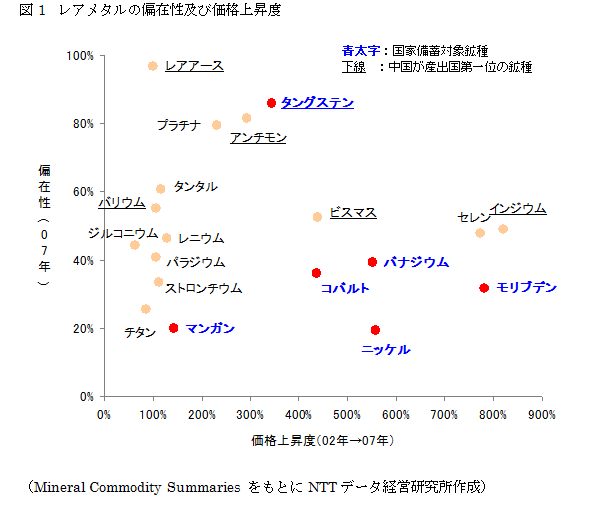 図１ レアメタルの偏在性及び価格上昇度
青太字：国家備蓄対象鉱種
下線 ：中国が産出国第一位の鉱種
偏在性（０７年）
100%
80%
60%
40%
20%
0%
レアアース
タングステン
プラチナ
アンチモン
タンタル
バリウム
ビスマス
インジウム
セレン
ジルコニウム
レニウム
パラジウム
バナジウム
ストロンチウム
コバルト
モリブデン
チタン
マンガン
ニッケル
0% 100% 200% 300% 400% 500% 600% 700% 800% 900%
価格上昇度(02年→07年)
（Mineral Commodity Summaries をもとに NTT データ経営研究所作成）